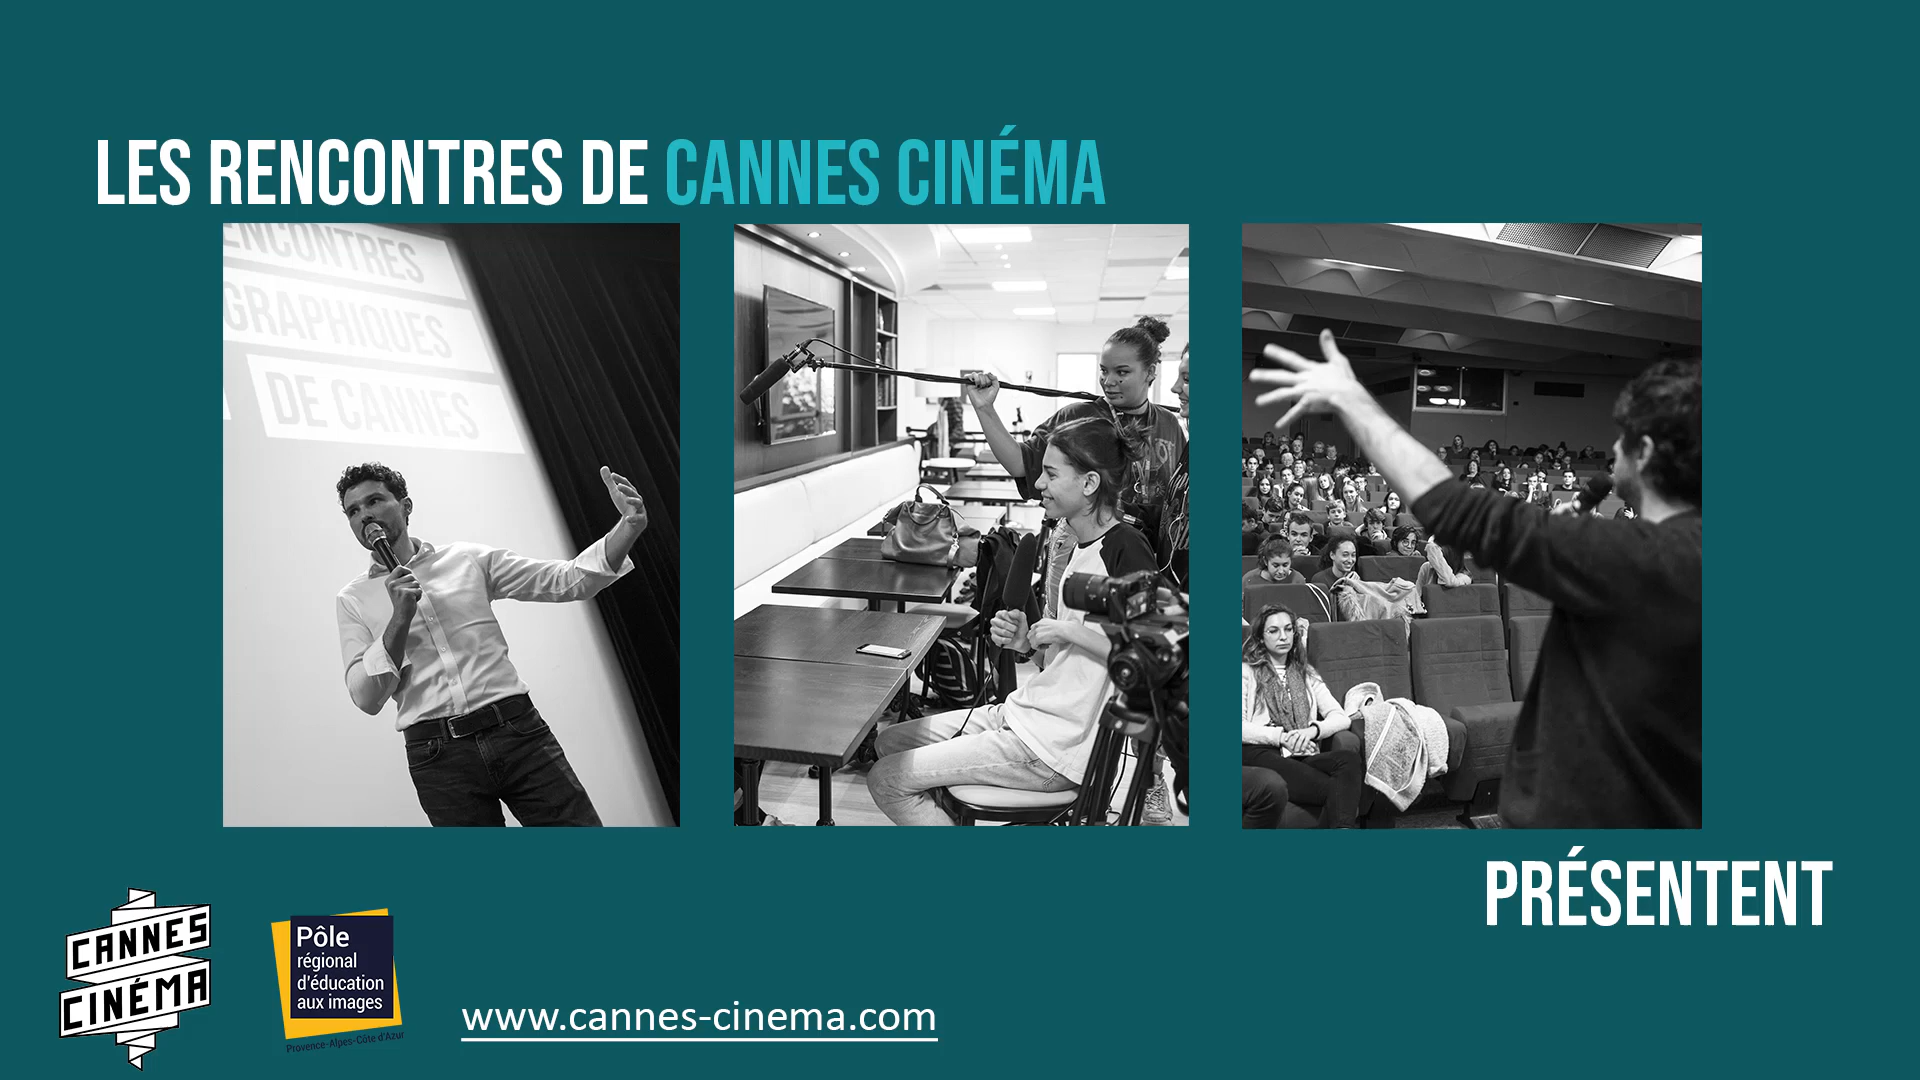 LES RENCONTRES DE CANNES CINÉMA
ENCONTRES
GRAPHIQUES
DE CANNES
PRÉSENTENT
CANNES
CINÉMA
Pôle
régional
d'éducation
aux images
Provence-Alpes-Côte d'Azur
www.cannes-cinema.com